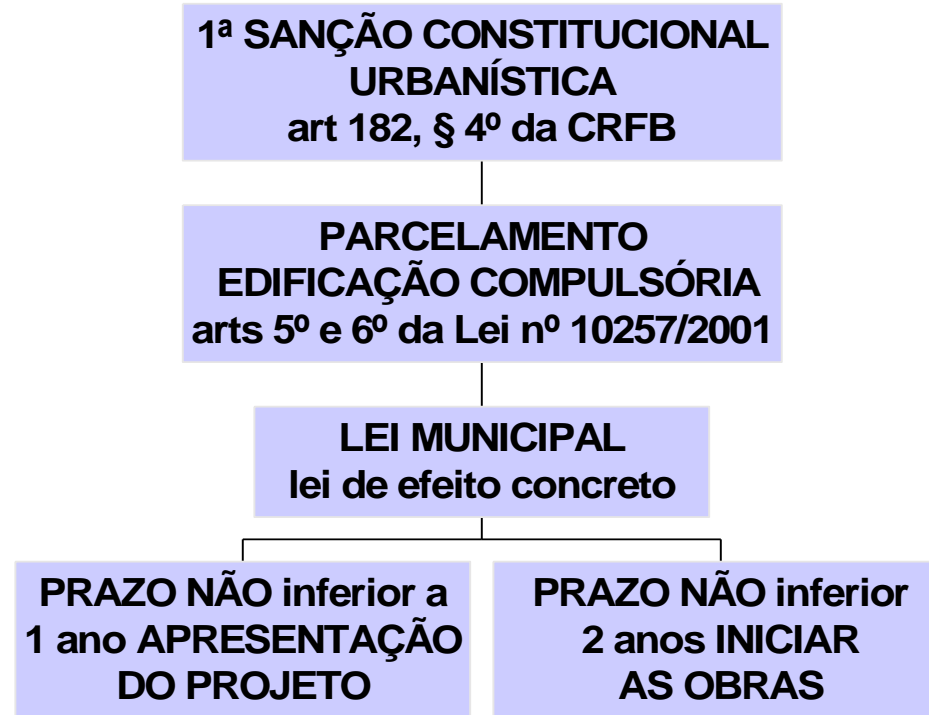 1ª SANÇÃO CONSTITUCIONAL
URBANÍSTICA
art 182, § 4º da CRFB
PARCELAMENTO
EDIFICAÇÃO COMPULSÓRIA
arts 5º e 6º da Lei nº 10257/2001
LEI MUNICIPAL
lei de efeito concreto
PRAZO NÃO inferior a
1 ano APRESENTAÇÃO
DO PROJETO
PRAZO NÃO inferior
2 anos INICIAR
AS OBRAS